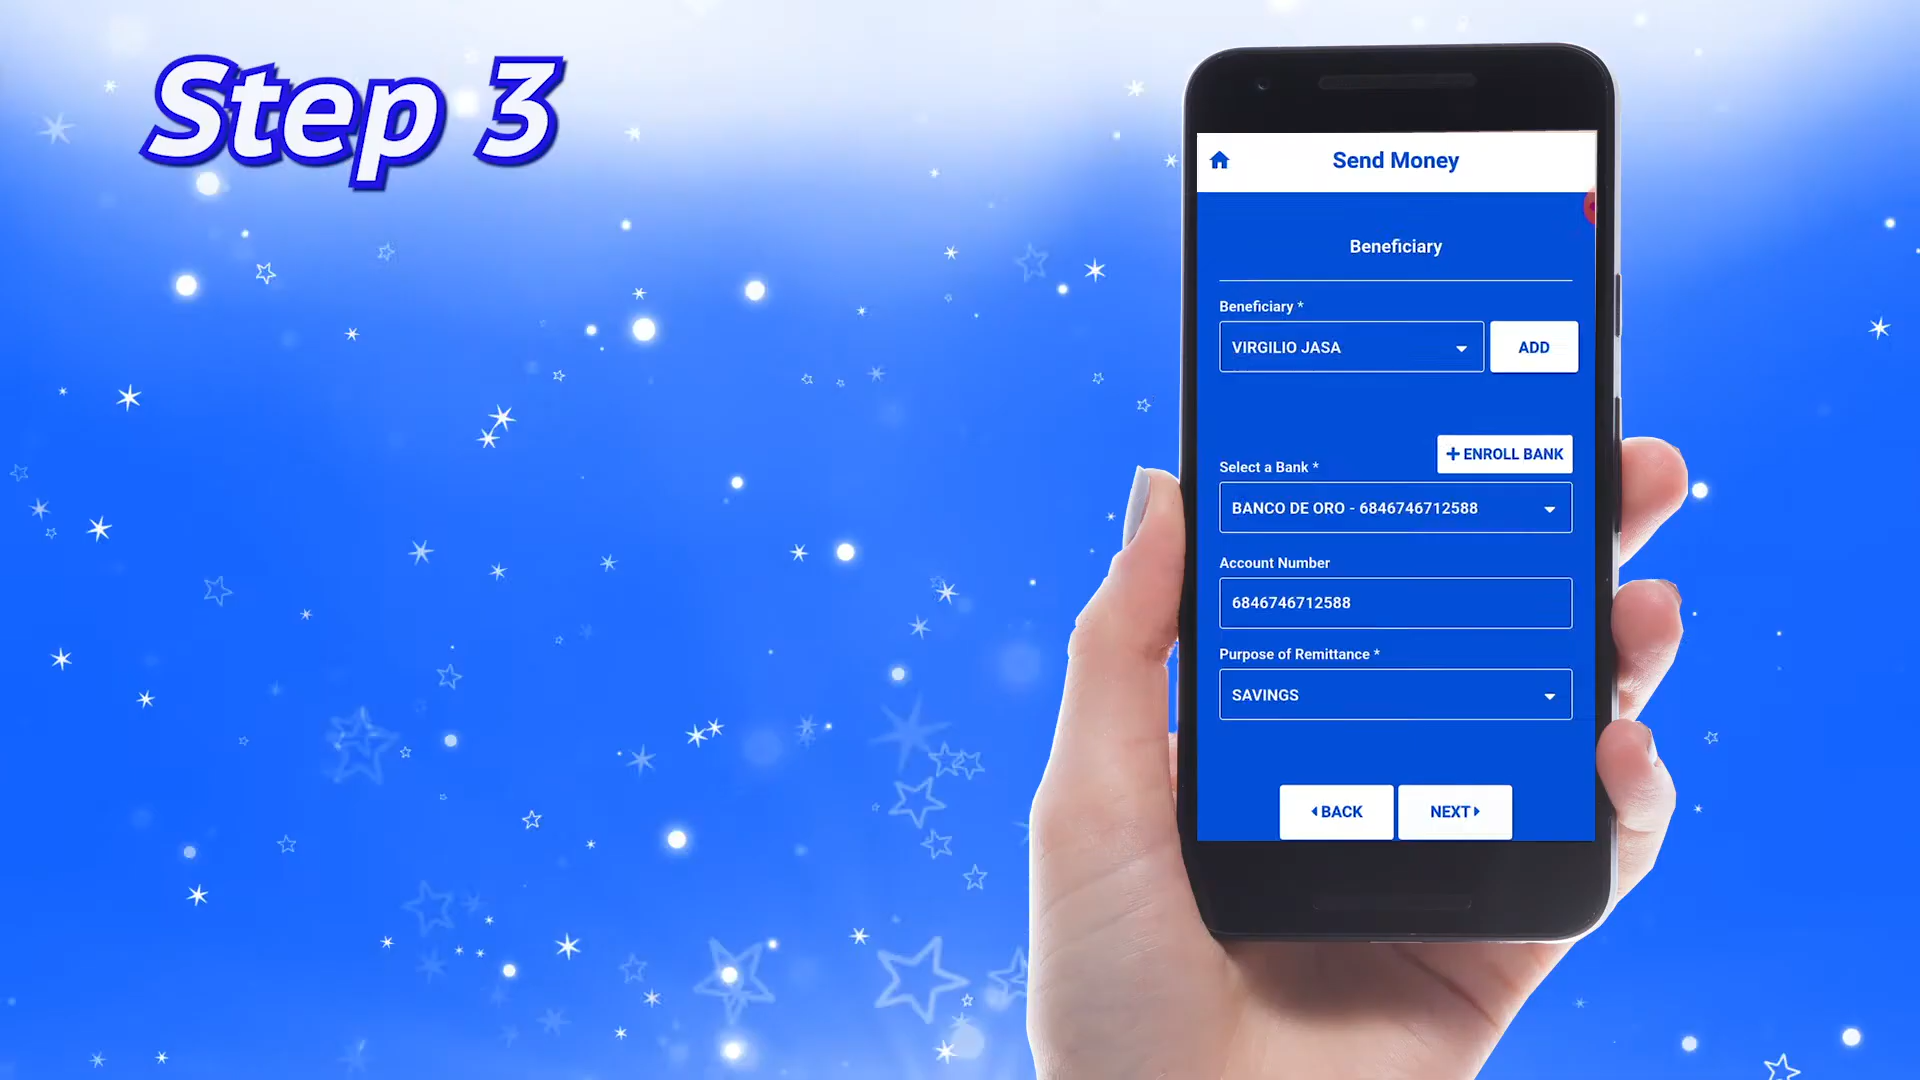 Step 3
Send Money
Beneficiary
Beneficiary *
VIRGILIO JASA
ADD
+ ENROLL BANK
Select a Bank *
BANCO DE ORO - 6846746712588
Account Number
6846746712588
Purpose of Remittance *
SAVINGS
BACK
NEXT